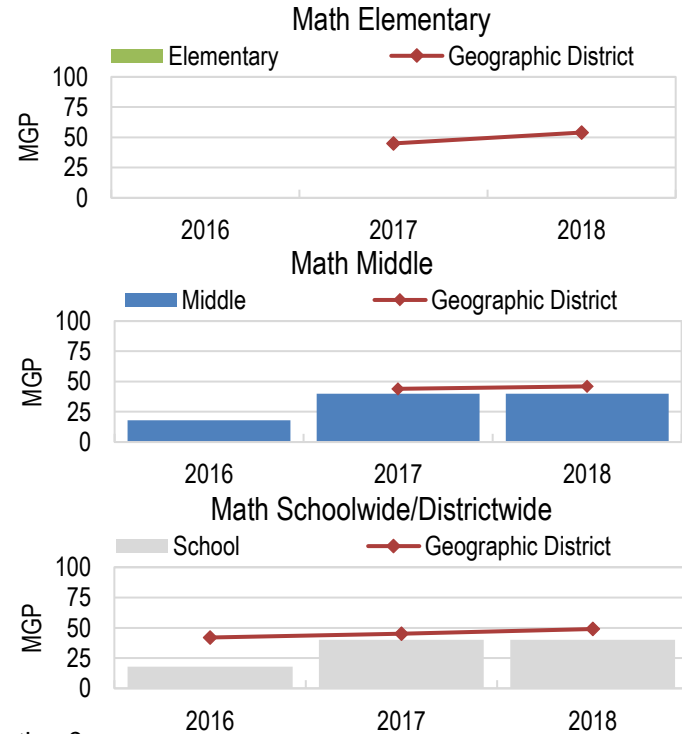 Math Elementary
Elementary Geographic District
100
75
50
25
0
MGP
2016 2017 2018
Math Middle
Middle Geographic District
100
75
50
25
0
MGP
2016 2017 2018
Math Schoolwide/Districtwide
School Geographic District
100
75
50
25
0
MGP
2016 2017 2018